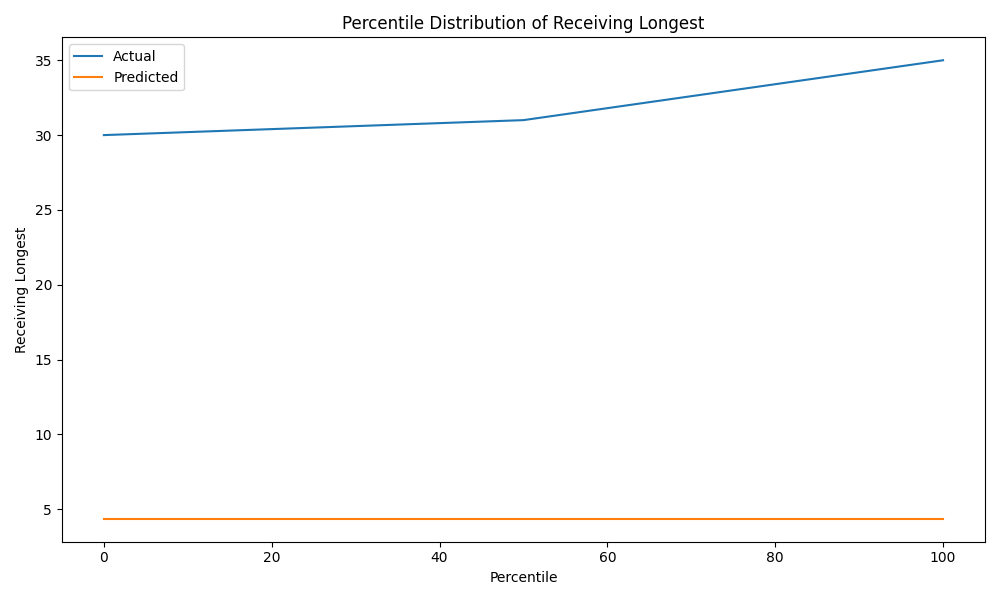 Percentile Distribution of Receiving Longest
Actual
Predicted
Receiving Longest
35
30
25
20
15
10
5
0 20 40 60 80 100
Percentile